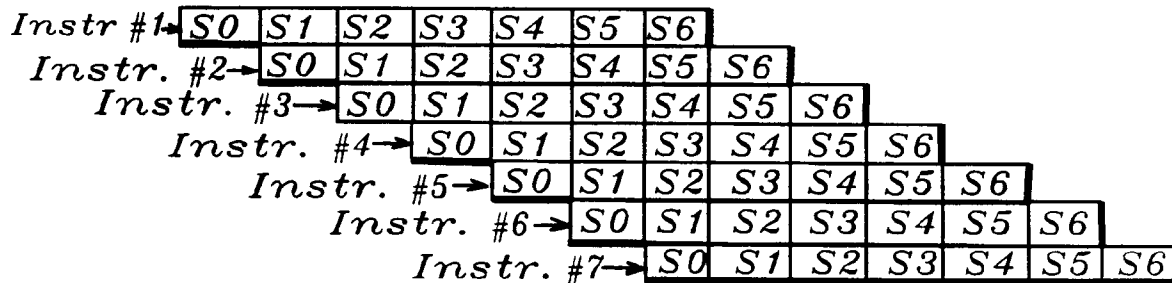 Instr #1 S0 S1 S2 S3 S4 S5 S6
Instr. #2 S0 S1 S2 S3 S4 S5 S6
Instr. #3 S0 S1 S2 S3 S4 S5 S6
Instr. #4 S0 S1 S2 S3 S4 S5 S6
Instr. #5 S0 S1 S2 S3 S4 S5 S6
Instr. #6 S0 S1 S2 S3 S4 S5 S6
Instr. #7 S0 S1 S2 S3 S4 S5 S6